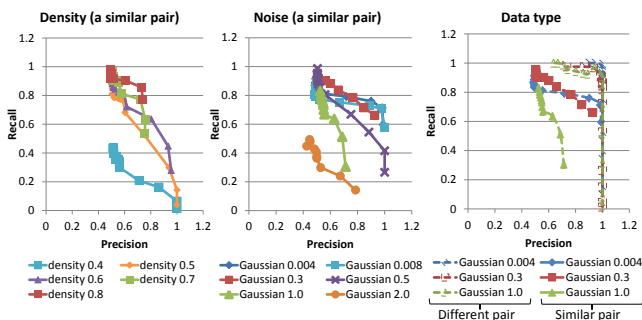 Density (a similar pair)
Recall
1.2
1
0.8
0.6
0.4
0.2
0
0 0.2 0.4 0.6 0.8 1 1.2
Precision
density 0.4 density 0.5
density 0.6 density 0.7
density 0.8
Noise (a similar pair)
Recall
1.2
1
0.8
0.6
0.4
0.2
0
0 0.2 0.4 0.6 0.8 1 1.2
Precision
Gaussian 0.004 Gaussian 0.008
Gaussian 0.3 Gaussian 0.5
Gaussian 1.0 Gaussian 2.0
Data type
Recall
1.2
1
0.8
0.6
0.4
0.2
0
0 0.2 0.4 0.6 0.8 1 1.2
Precision
Gaussian 0.004 Gaussian 0.004
Gaussian 0.3 Gaussian 0.3
Gaussian 1.0 Gaussian 1.0
Different pair Similar pair